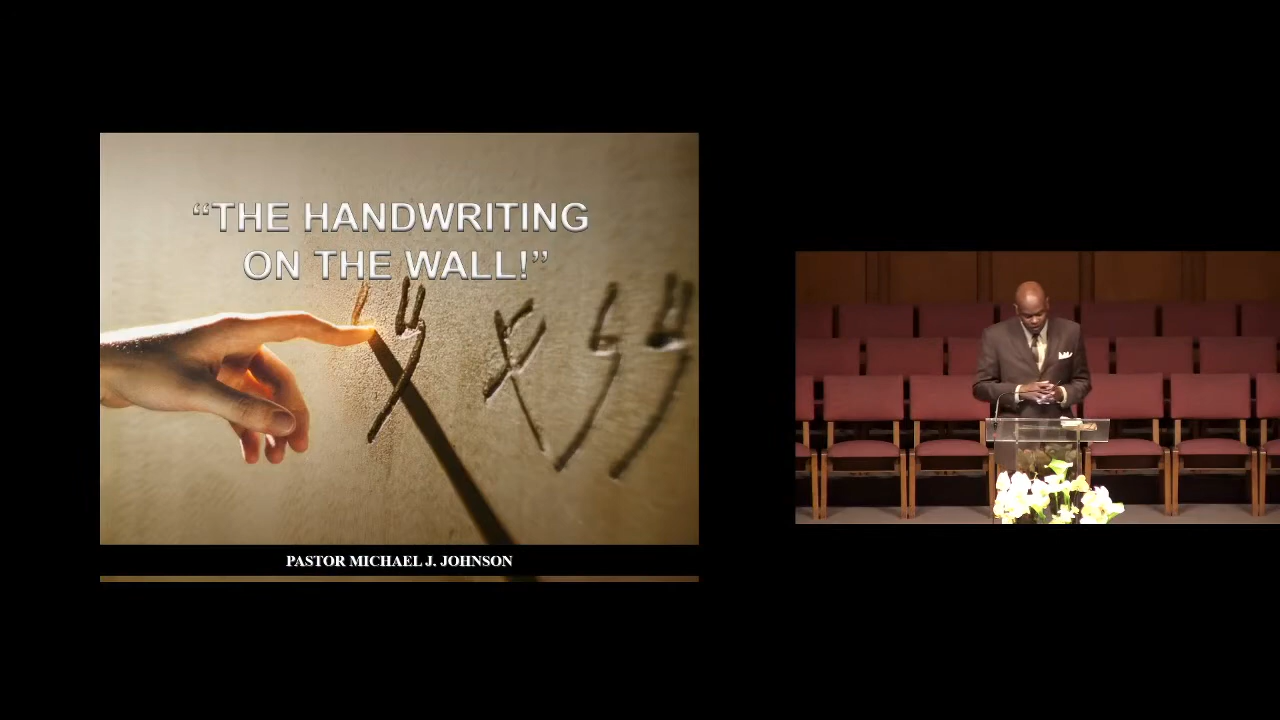 “THE HANDWRITING
ON THE WALL!”
PASTOR MICHAEL J. JOHNSON